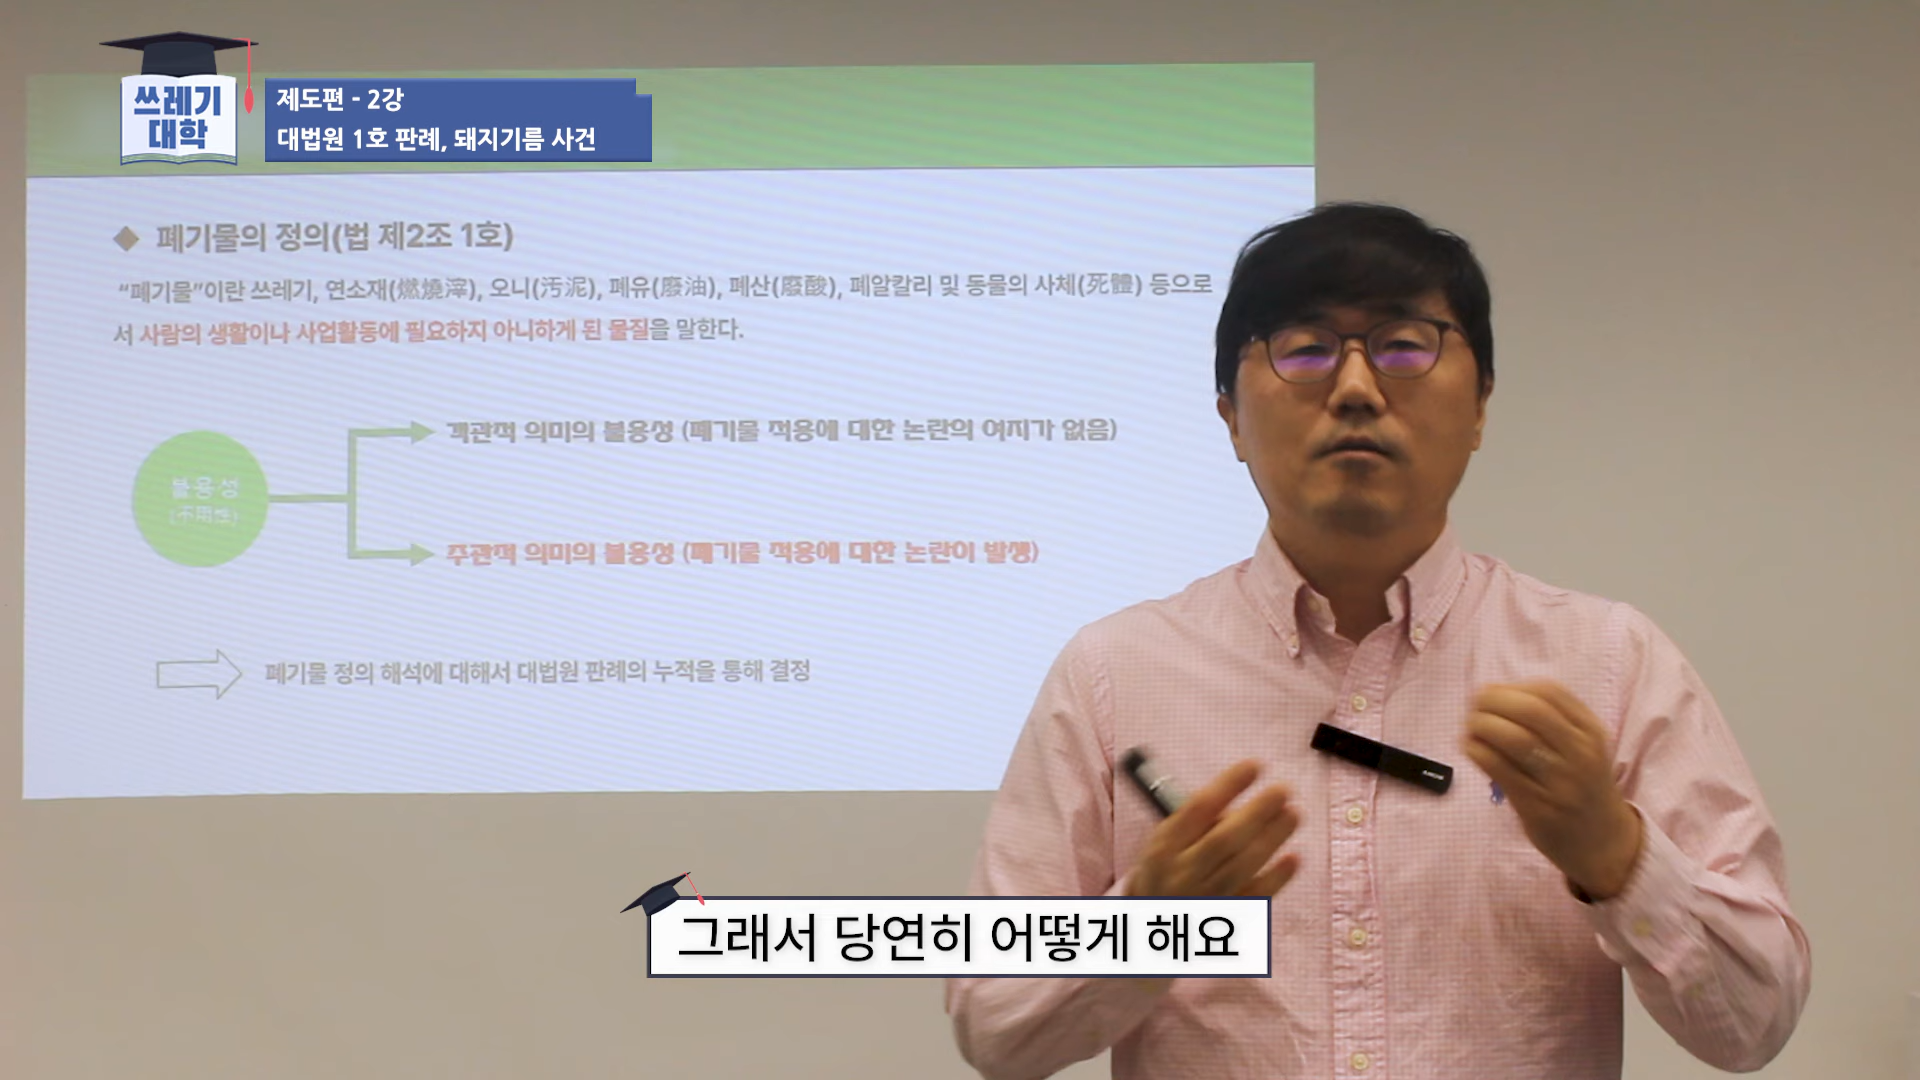 쓰레기
대학
제도편 - 2강
대법원 1호 판례, 돼지기름 사건
◆ 폐기물의 정의(법 제2조 1호)
“폐기물”이란 쓰레기, 연소재(燃燒滓), 오니(汚泥), 폐유(廢油), 폐산(廢酸), 폐알칼리 및 동물의 사체(死體) 등으로
서 사람의 생활이나 사업활동에 필요하지 아니하게 된 물질을 말한다.
객관적 의미의 불용성 (폐기물 적용에 대한 논란의 여지가 없음)
불용성
(不用性)
주관적 의미의 불용성 (폐기물 적용에 대한 논란이 발생)
폐기물 정의 해석에 대해서 대법원 판례의 누적을 통해 결정
그래서 당연히 어떻게 해요